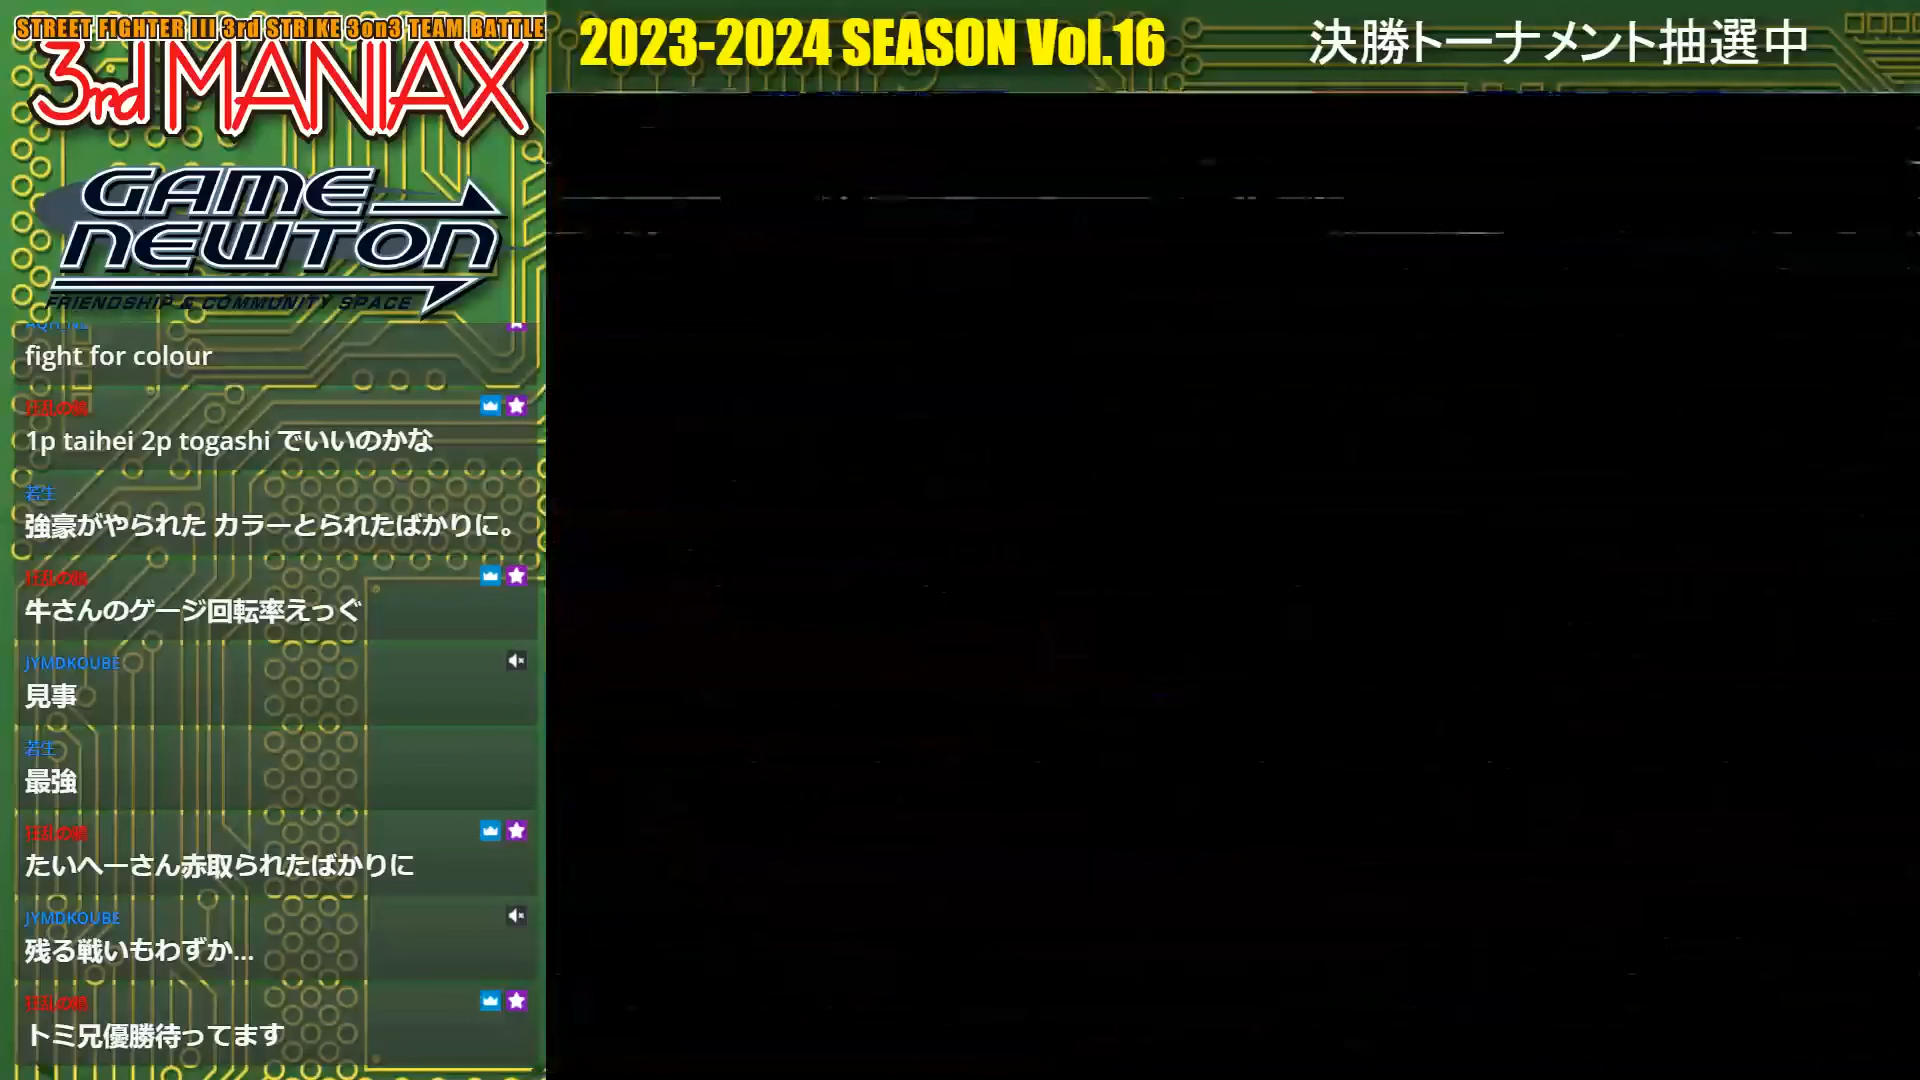 STREET FIGHTER III 3rd STRIKE 3on3 TEAM BATTLE
3rd MANIAX
GAME NEWTON
FRIENDSHIP & COMMUNITY SPACE
2023-2024 SEASON Vol.16
決勝トーナメント抽選中
fight for colour
1p taihei 2p togashi でいいのかな
若生
強豪がやられた カラーとられたばかりに。
牛さんのゲージ回転率えっぐ
JYMDKOUBE
見事
若生
最強
たいへーさん赤取られたばかりに
JYMDKOUBE
残る戦いもわずか...
トミ兄優勝待ってます